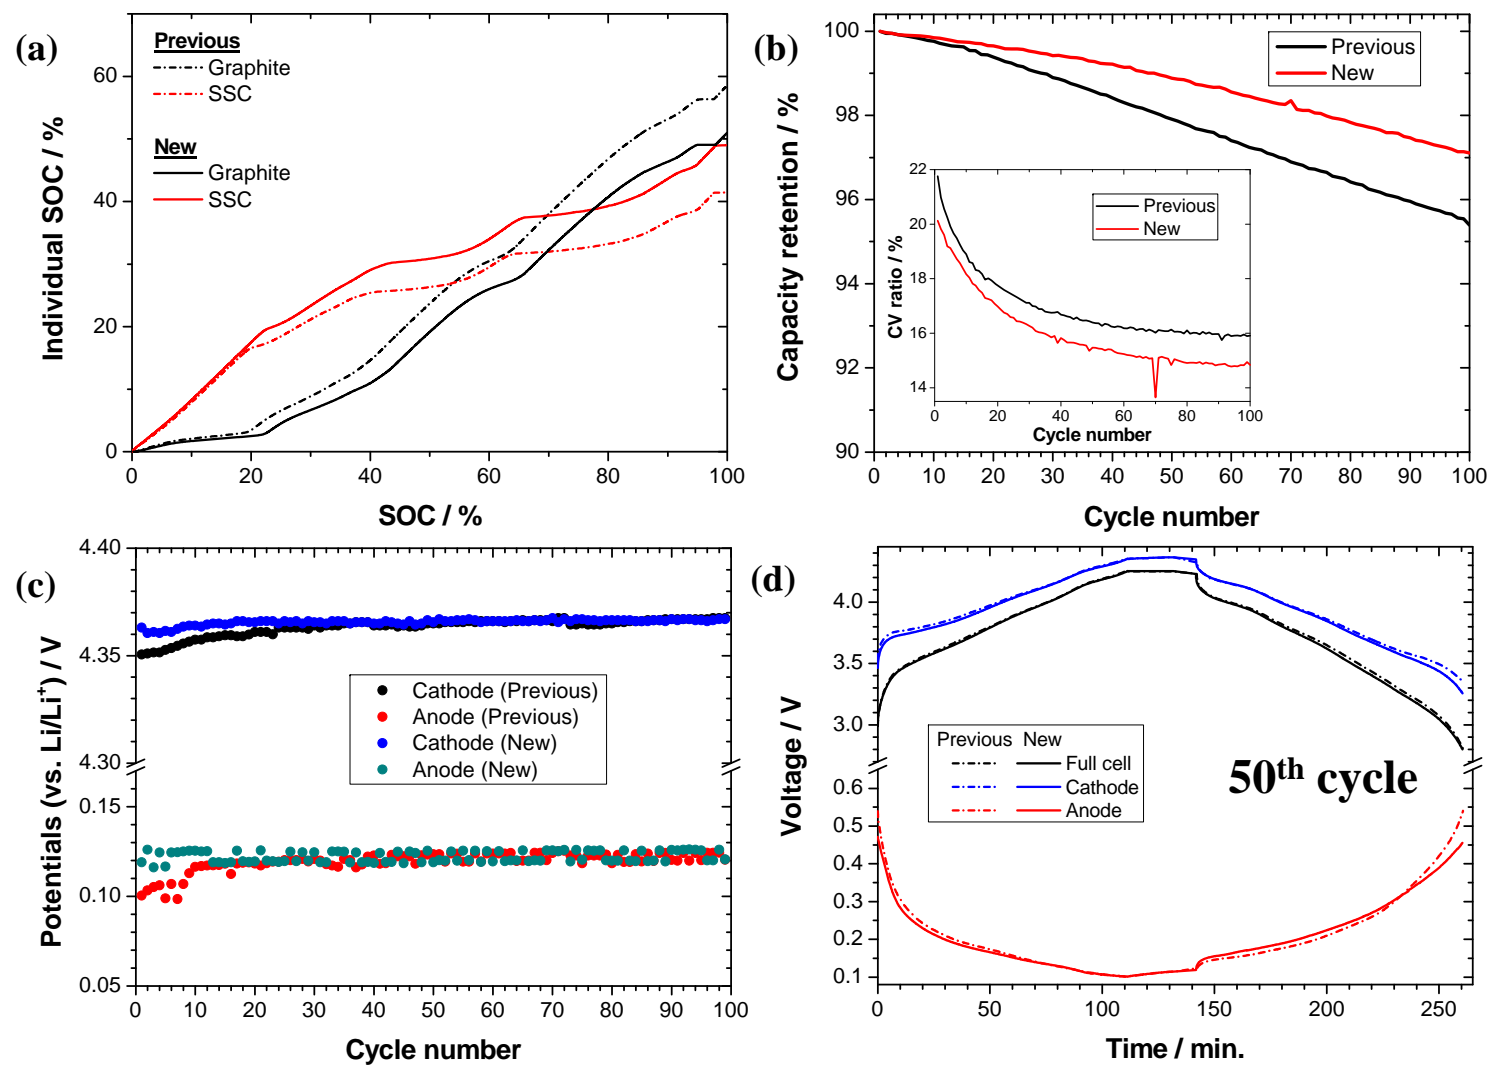 (a)
Previous
Graphite
SSC
New
Graphite
SSC
Individual SOC / %
60
40
20
0
0 20 40 60 80 100
SOC / %
(b)
Previous
New
Capacity retention / %
100
98
96
94
92
90
0 10 20 30 40 50 60 70 80 90 100
Cycle number
Previous
New
CV ratio / %
22
20
18
16
14
0 20 40 60 80 100
Cycle number
(c)
Potentials (vs. Li/Li+) / V
4.40
4.35
4.30
0.15
0.10
0.05
Cathode (Previous)
Anode (Previous)
Cathode (New)
Anode (New)
0 10 20 30 40 50 60 70 80 90 100
Cycle number
(d)
Voltage / V
4.0
3.5
3.0
0.6
0.5
0.4
0.3
0.2
0.1
Previous New
Full cell
Cathode
Anode
50th cycle
0 50 100 150 200 250
Time / min.